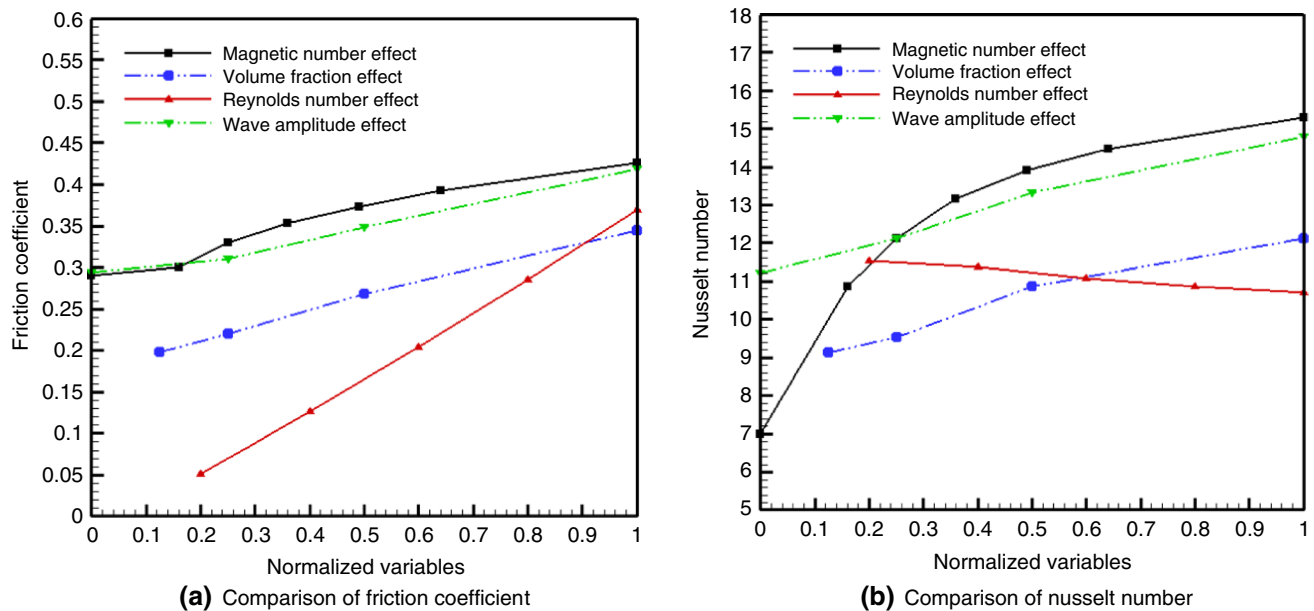 0.6
0.55
0.5
0.45
0.4
0.35
0.3
0.25
0.2
0.15
0.1
0.05
0
Friction coefficient
Magnetic number effect
Volume fraction effect
Reynolds number effect
Wave amplitude effect
0 0.1 0.2 0.3 0.4 0.5 0.6 0.7 0.8 0.9 1
Normalized variables
(a) Comparison of friction coefficient
18
17
16
15
14
13
12
11
10
9
8
7
6
5
Nusselt number
Magnetic number effect
Volume fraction effect
Reynolds number effect
Wave amplitude effect
0 0.1 0.2 0.3 0.4 0.5 0.6 0.7 0.8 0.9 1
Normalized variables
(b) Comparison of nusselt number